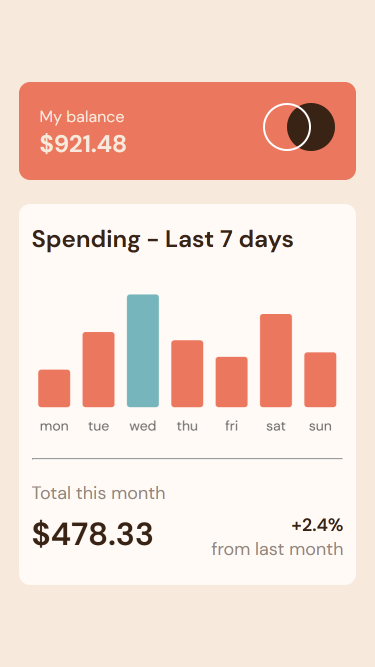 My balance
$921.48
Spending - Last 7 days
mon tue wed thu fri sat sun
Total this month
$478.33
+2.4%
from last month